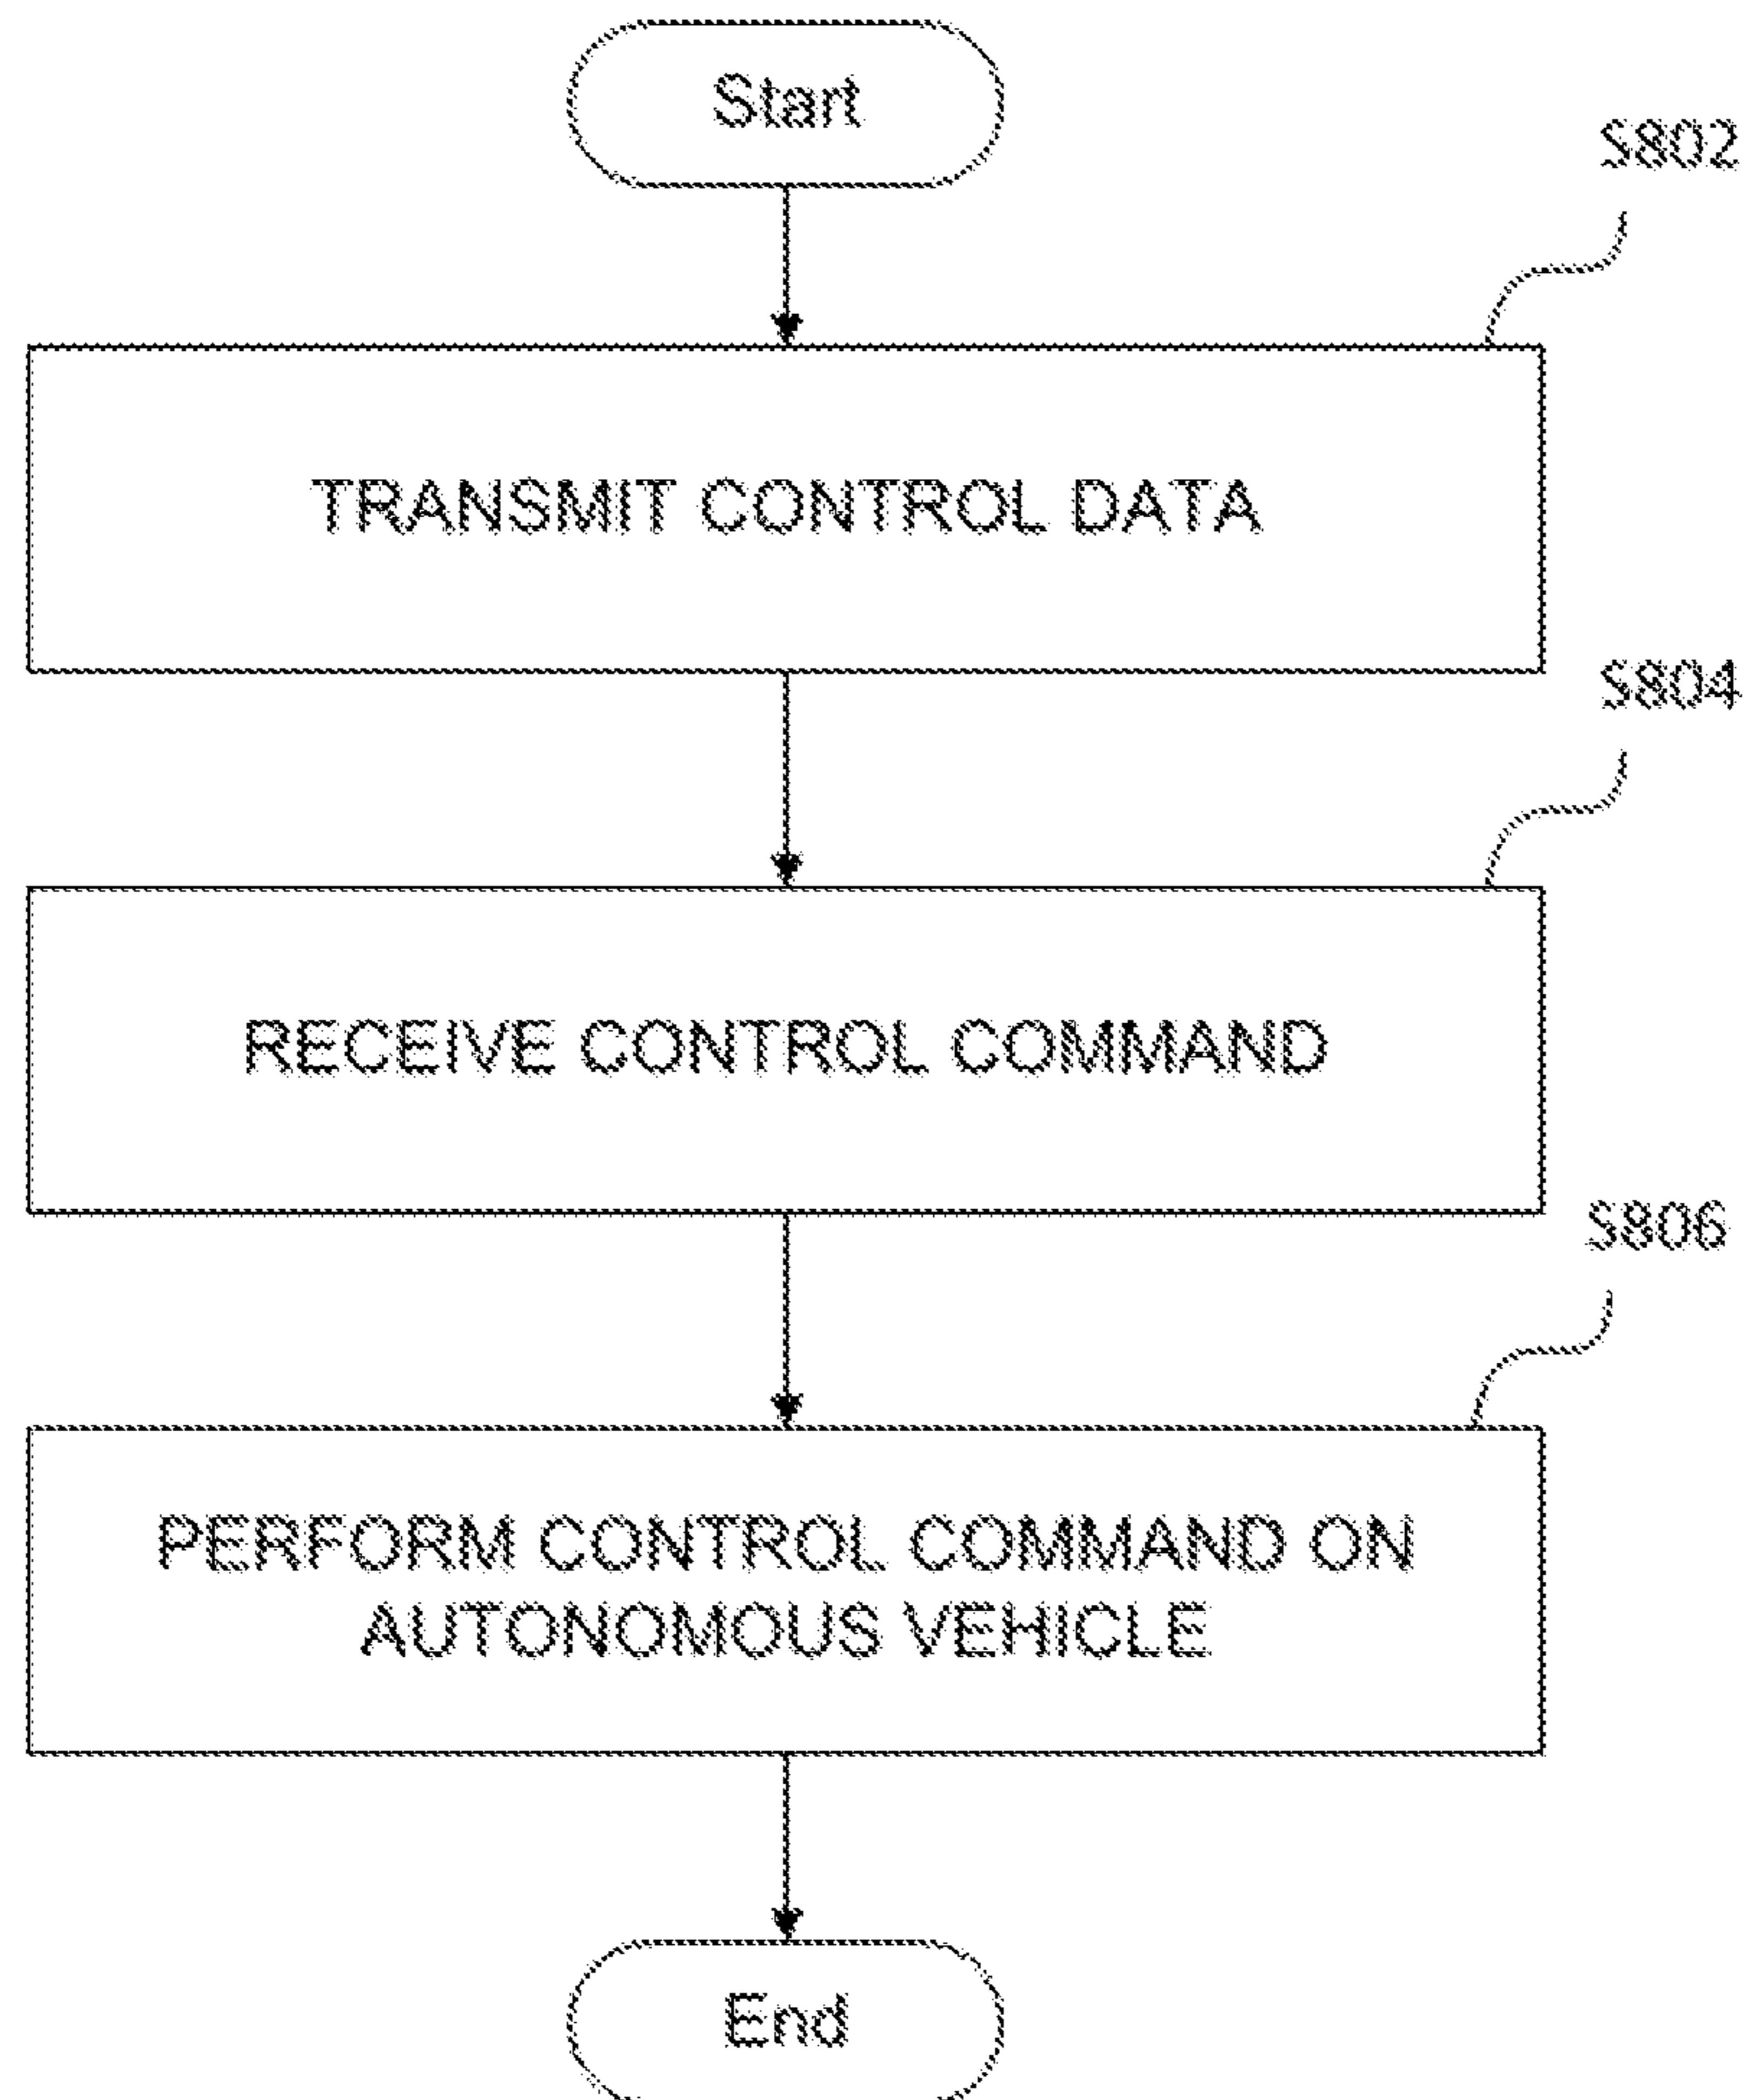 Start
S802
TRANSMIT CONTROL DATA
S804
RECEIVE CONTROL COMMAND
S806
PERFORM CONTROL COMMAND ON
AUTONOMOUS VEHICLE
End